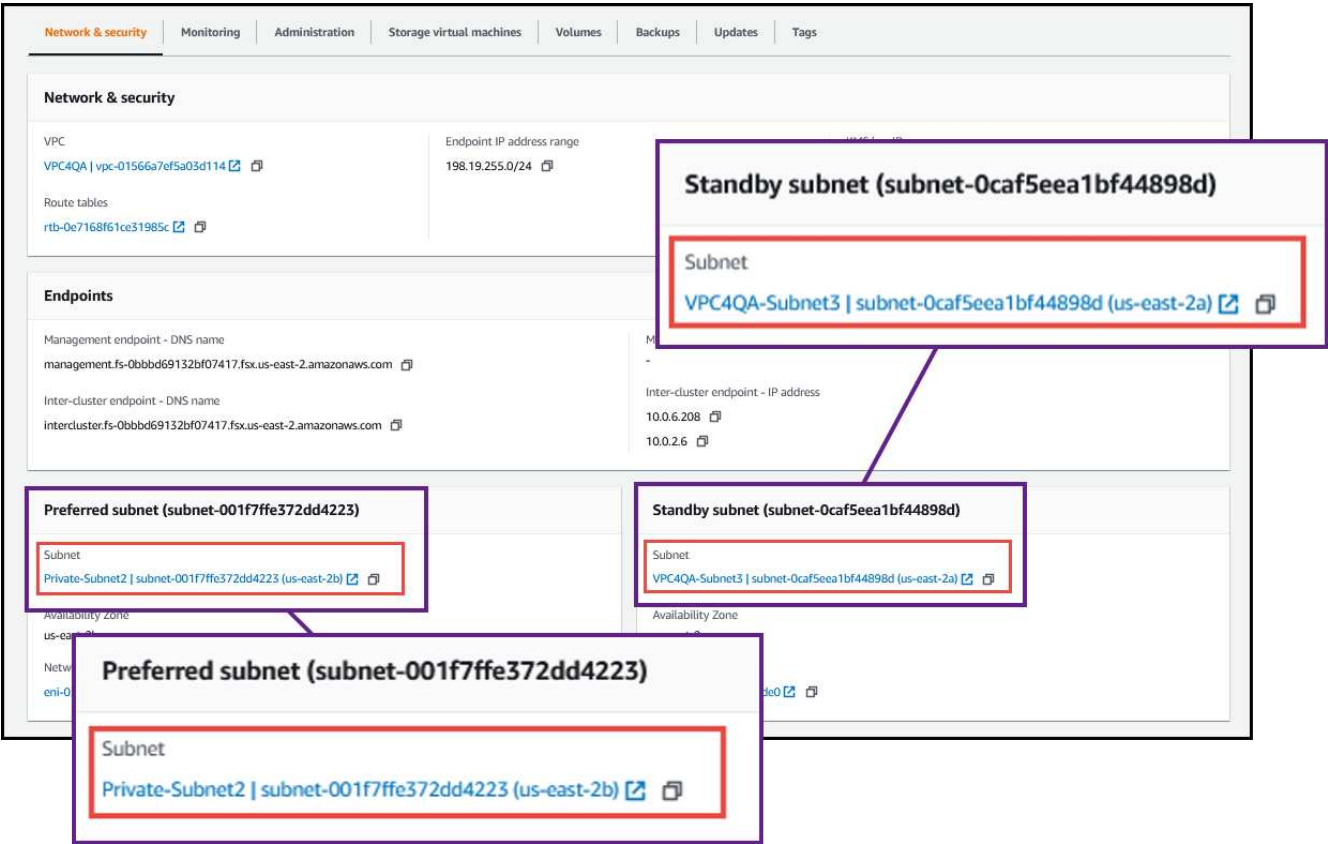 Network & security
Monitoring
Administration
Storage virtual machines
Volumes
Backups
Updates
Tags
Network & security
VPC
VPC4QA | vpc-01566a7ef5a03d114
Route tables
rtb-0e7168f61ce31985c
Endpoint IP address range
198.19.255.0/24
Standby subnet (subnet-0caf5eea1bf44898d)
Subnet
VPC4QA-Subnet3 | subnet-0caf5eea1bf44898d (us-east-2a)
Endpoints
Management endpoint - DNS name
management.fs-0bbbd69132bf07417.fsx.us-east-2.amazonaws.com
Inter-cluster endpoint - DNS name
intercluster.fs-0bbbd69132bf07417.fsx.us-east-2.amazonaws.com
-
Inter-cluster endpoint - IP address
10.0.6.208
10.0.2.6
Preferred subnet (subnet-001f7ffe372dd4223)
Subnet
Private-Subnet2 | subnet-001f7ffe372dd4223 (us-east-2b)
Availability Zone
Standby subnet (subnet-0caf5eea1bf44898d)
Subnet
VPC4QA-Subnet3 | subnet-0caf5eea1bf44898d (us-east-2a)
Availability Zone
Preferred subnet (subnet-001f7ffe372dd4223)
Subnet
Private-Subnet2 | subnet-001f7ffe372dd4223 (us-east-2b)